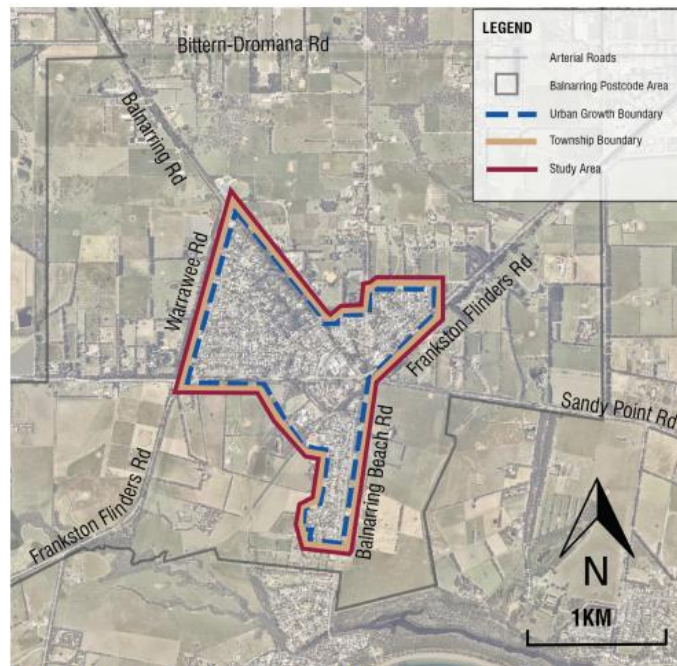 Bittern-Dromana Rd
LEGEND
Arterial Roads
Balnarring Postcode Area
Urban Growth Boundary
Township Boundary
Study Area
Balnarring Rd
Warrawee Rd
Frankston Flinders Rd
Sandy Point Rd
Balnarring Beach Rd
Frankston Flinders Rd
N
1KM